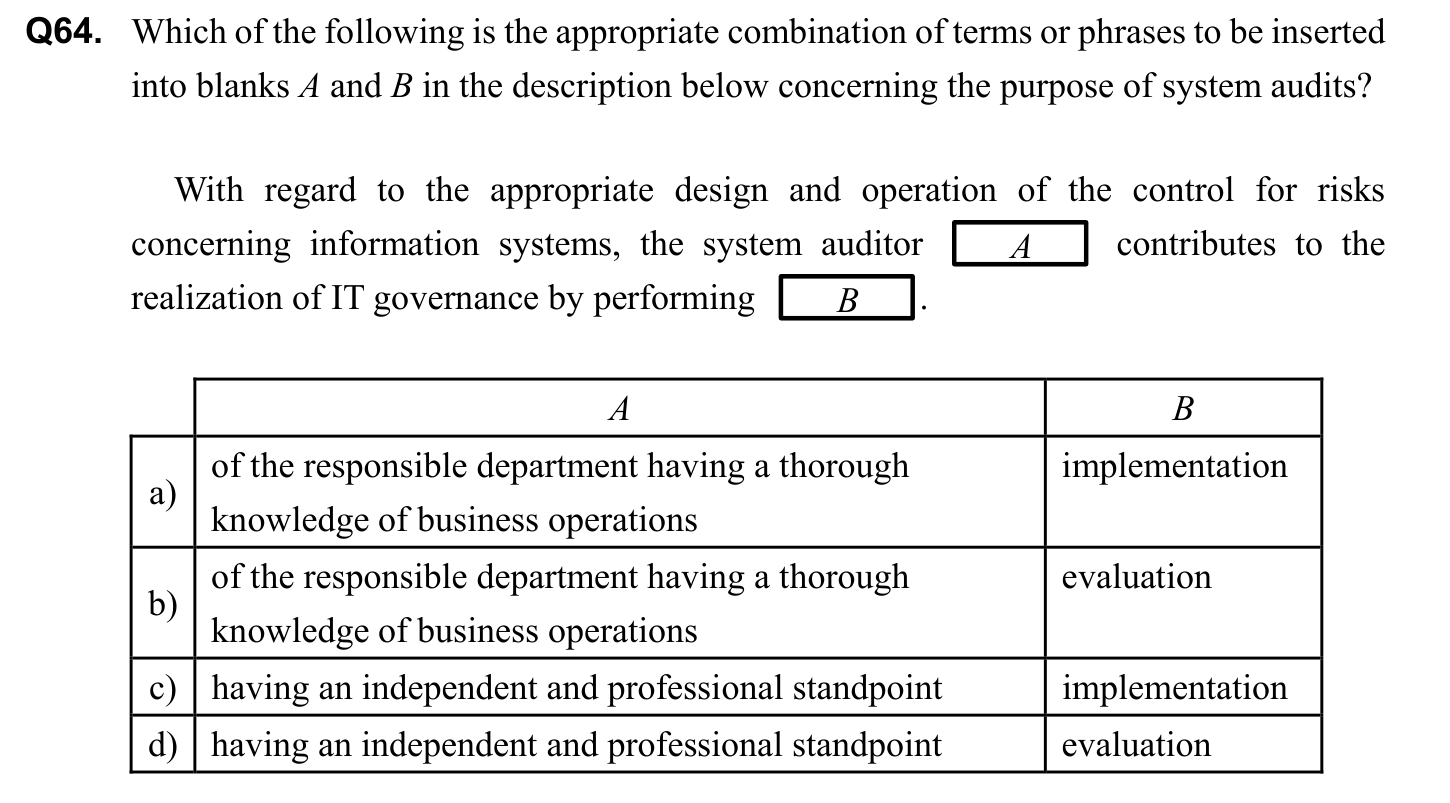 Q64. Which of the following is the appropriate combination of terms or phrases to be inserted
into blanks A and B in the description below concerning the purpose of system audits?
With regard to the appropriate design and operation of the control for risks
concerning information systems, the system auditor A contributes to the
realization of IT governance by performing B .
A B
a) of the responsible department having a thorough implementation
knowledge of business operations
b) of the responsible department having a thorough evaluation
knowledge of business operations
c) having an independent and professional standpoint implementation
d) having an independent and professional standpoint evaluation